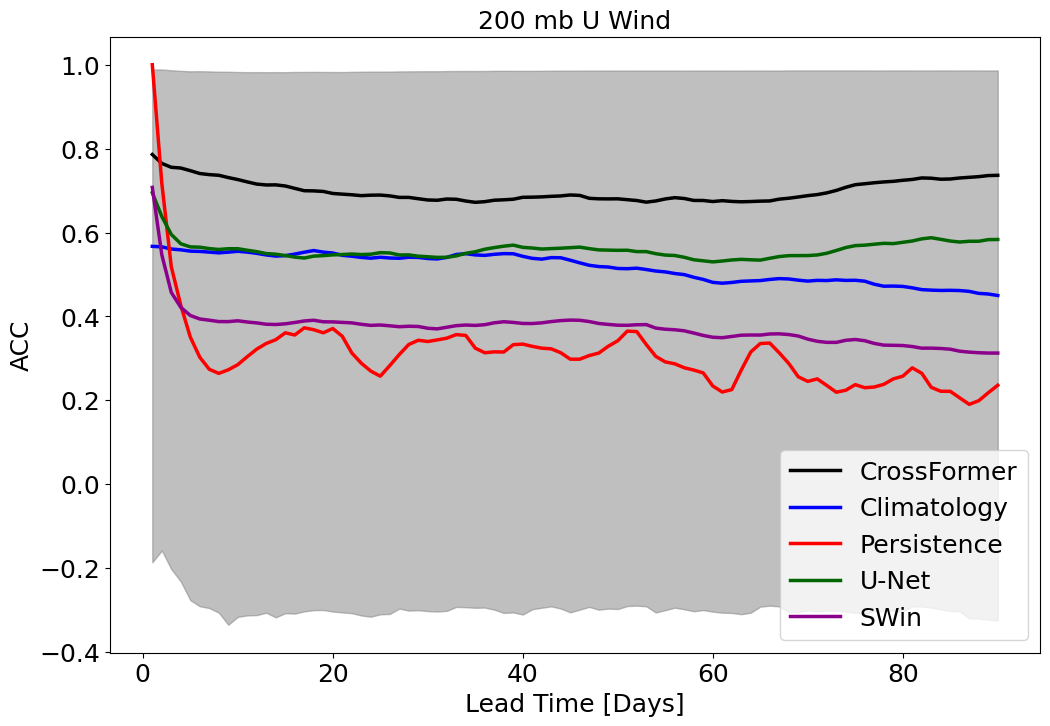 200 mb U Wind
ACC
1.0
0.8
0.6
0.4
0.2
0.0
−0.2
−0.4
0 20 40 60 80
Lead Time [Days]
CrossFormer
Climatology
Persistence
U-Net
SWin